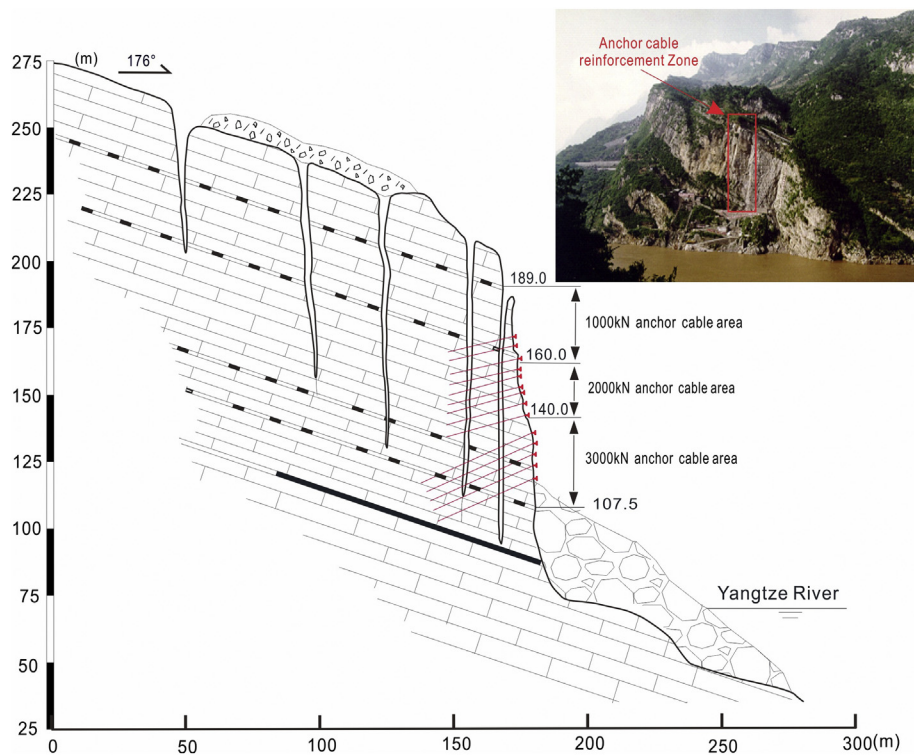 Anchor cable
reinforcement Zone
275
(m)
176°
250
225
200
189.0
1000kN anchor cable area
175
160.0
2000kN anchor cable area
150
140.0
3000kN anchor cable area
125
107.5
100
75
Yangtze River
50
25
0 50 100 150 200 250 300(m)